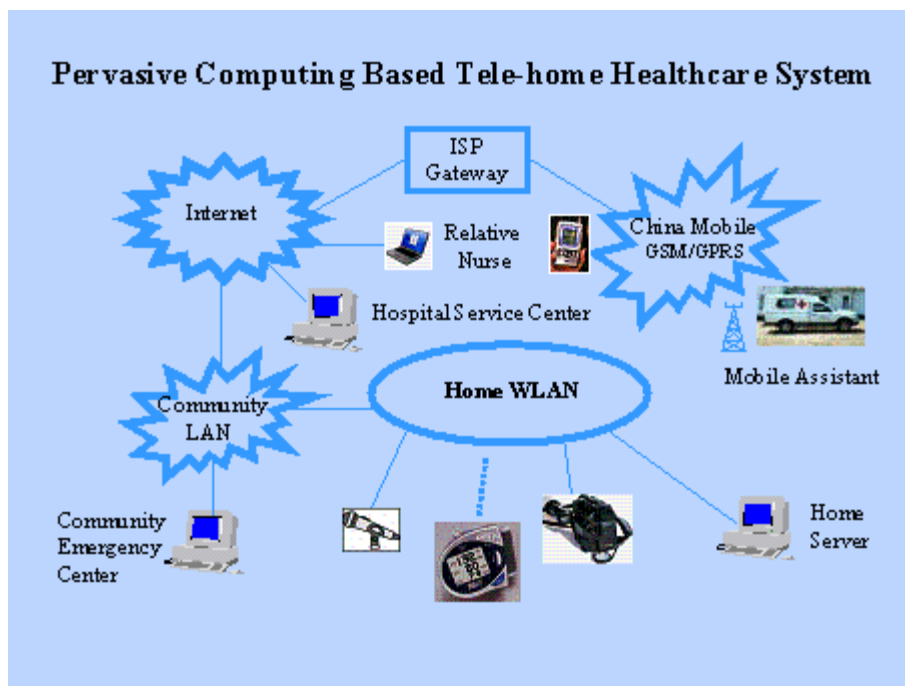 Pervasive Computing Based Tele-home Healthcare System
ISP
Gateway
Internet
China Mobile
GSM/GPRS
Relative
Nurse
Hospital Service Center
Mobile Assistant
Home WLAN
Community
LAN
Community
Emergency
Center
Home
Server